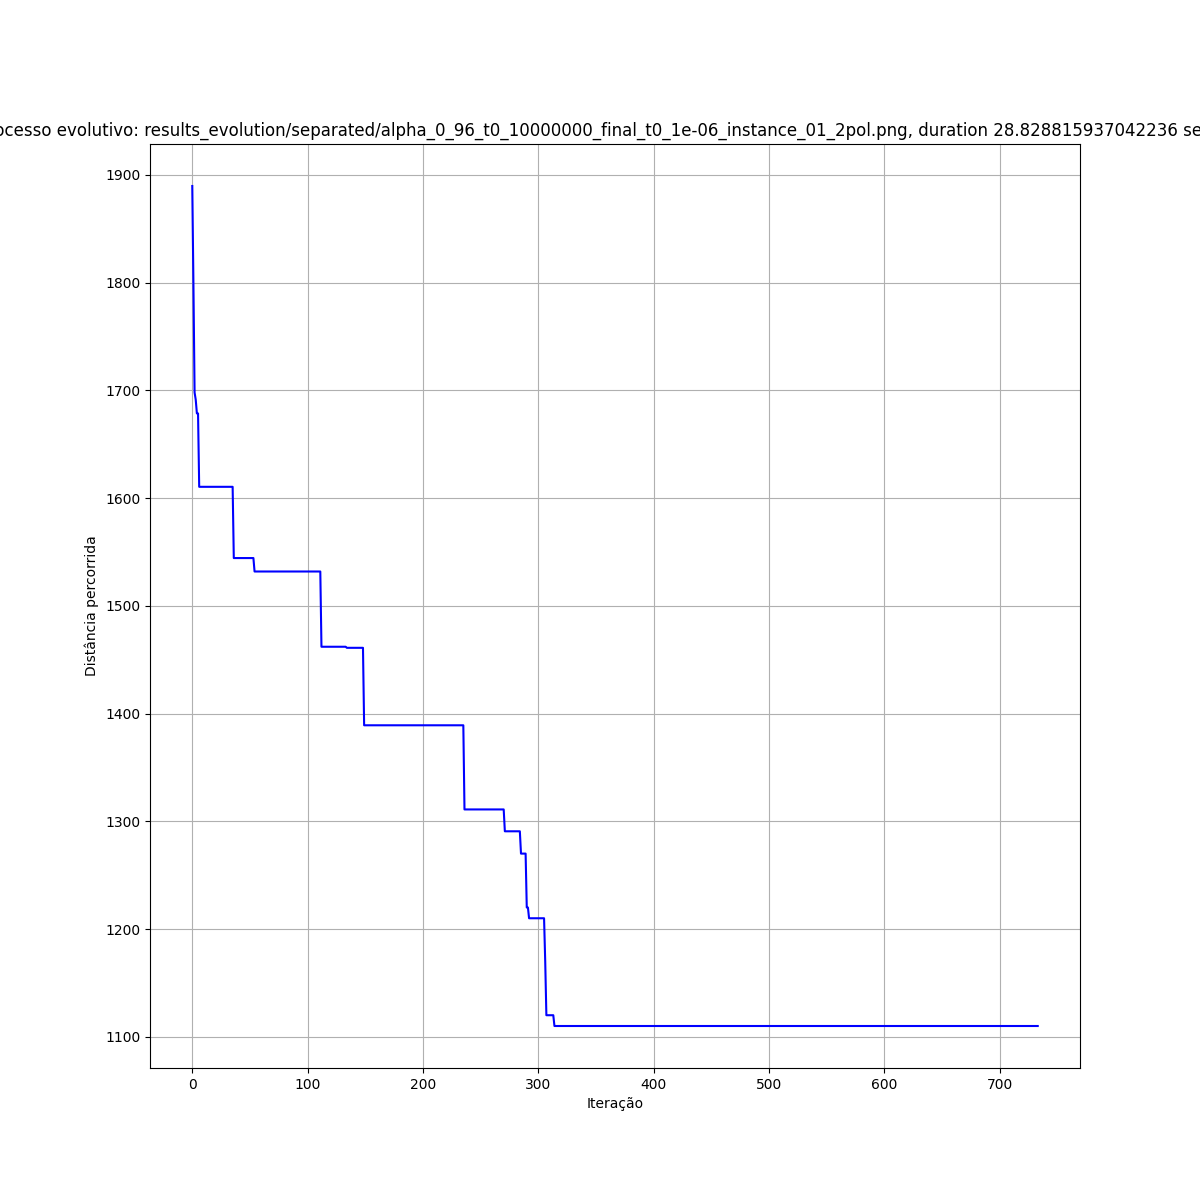 ocesso evolutivo: results_evolution/separated/alpha_0_96_t0_10000000_final_t0_1e-06_instance_01_2pol.png, duration 28.828815937042236 se
1900
1800
1700
1600
1500
1400
1300
1200
1100
Distância percorrida
0 100 200 300 400 500 600 700
Iteração